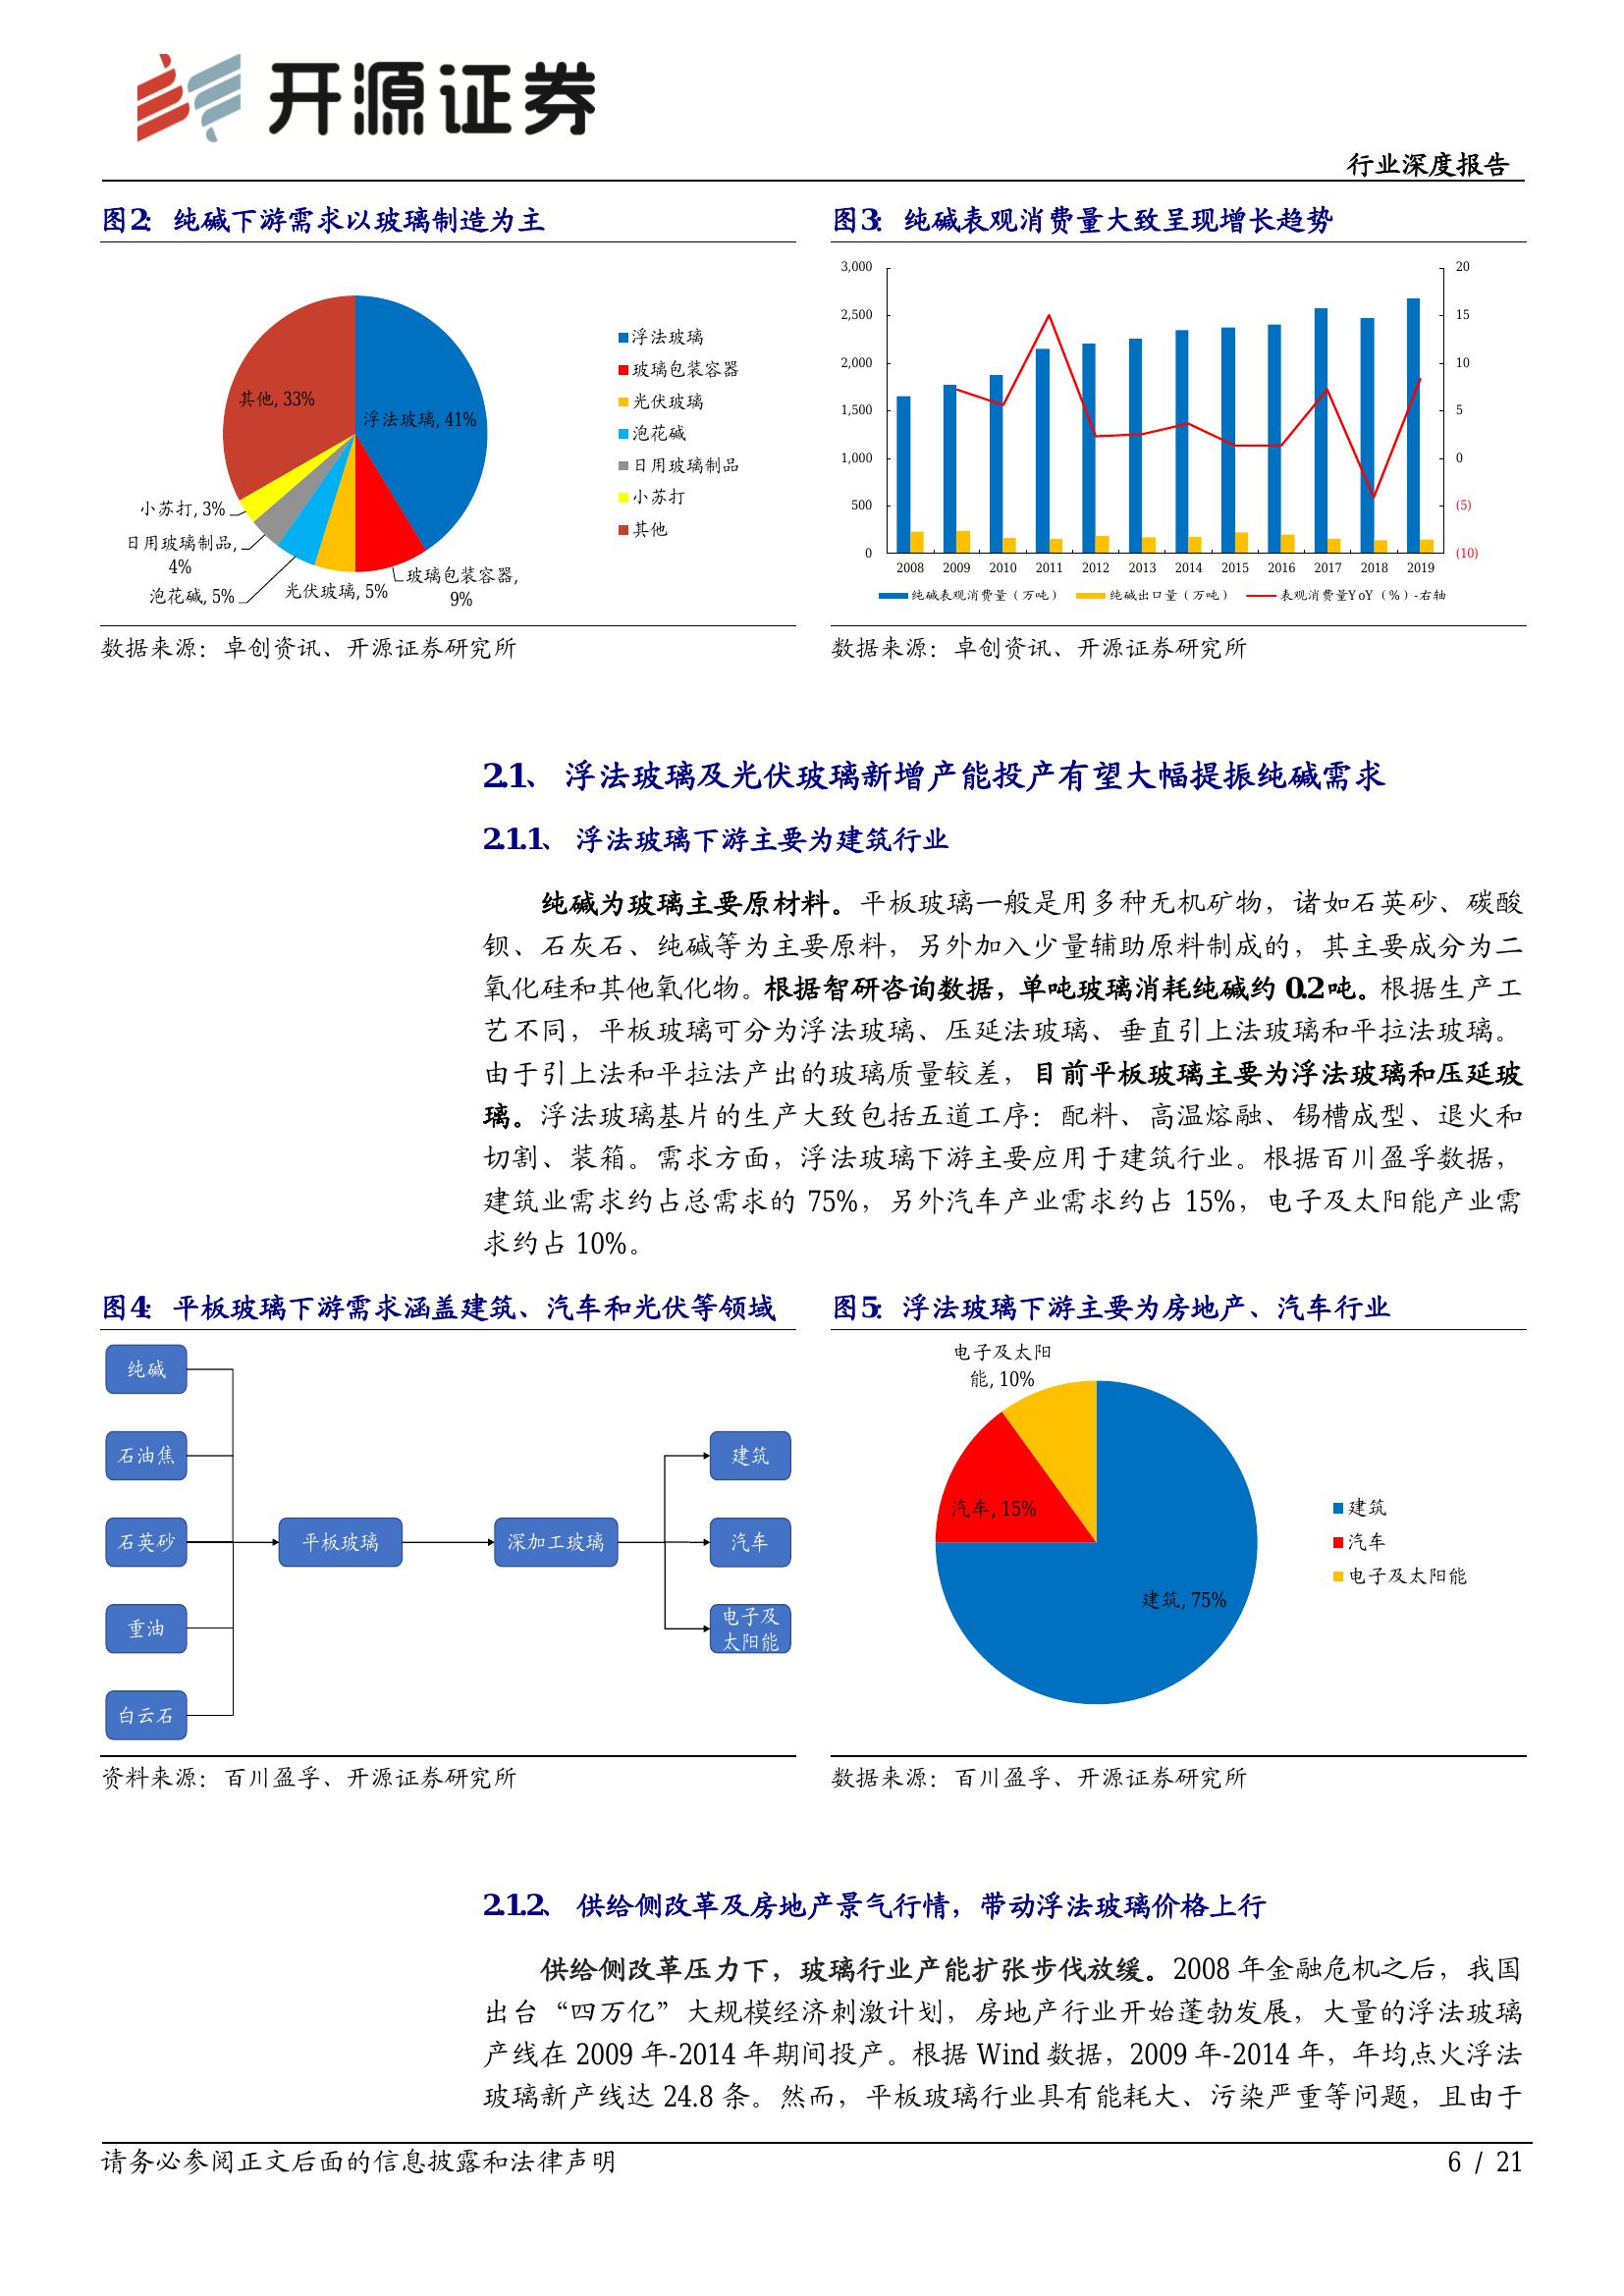 开源证券
行业深度报告
图2：纯碱下游需求以玻璃制造为主
其他, 33%
浮法玻璃, 41%
小苏打, 3%
日用玻璃制品,
4%
泡花碱, 5%
光伏玻璃, 5%
玻璃包装容器,
9%
浮法玻璃
玻璃包装容器
光伏玻璃
泡花碱
日用玻璃制品
小苏打
其他
数据来源：卓创资讯、开源证券研究所
图3：纯碱表观消费量大致呈现增长趋势
3,000
2,500
2,000
1,500
1,000
500
0
20
15
10
5
0
(5)
(10)
2008 2009 2010 2011 2012 2013 2014 2015 2016 2017 2018 2019
纯碱表观消费量（万吨） 纯碱出口量（万吨） 表观消费量YoY（%）-右轴
数据来源：卓创资讯、开源证券研究所
2.1、 浮法玻璃及光伏玻璃新增产能投产有望大幅提振纯碱需求
2.1.1、 浮法玻璃下游主要为建筑行业
纯碱为玻璃主要原材料。平板玻璃一般是用多种无机矿物，诸如石英砂、碳酸
钡、石灰石、纯碱等为主要原料，另外加入少量辅助原料制成的，其主要成分为二
氧化硅和其他氧化物。根据智研咨询数据，单吨玻璃消耗纯碱约 0.2 吨。根据生产工
艺不同，平板玻璃可分为浮法玻璃、压延法玻璃、垂直引上法玻璃和平拉法玻璃。
由于引上法和平拉法产出的玻璃质量较差，目前平板玻璃主要为浮法玻璃和压延玻
璃。浮法玻璃基片的生产大致包括五道工序：配料、高温熔融、锡槽成型、退火和
切割、装箱。需求方面，浮法玻璃下游主要应用于建筑行业。根据百川盈孚数据，
建筑业需求约占总需求的 75%，另外汽车产业需求约占 15%，电子及太阳能产业需
求约占 10%。
图4：平板玻璃下游需求涵盖建筑、汽车和光伏等领域
纯碱
石油焦
石英砂
重油
白云石
平板玻璃
深加工玻璃
建筑
汽车
电子及
太阳能
资料来源：百川盈孚、开源证券研究所
图5：浮法玻璃下游主要为房地产、汽车行业
电子及太阳
能, 10%
汽车, 15%
建筑, 75%
建筑
汽车
电子及太阳能
数据来源：百川盈孚、开源证券研究所
2.1.2、 供给侧改革及房地产景气行情，带动浮法玻璃价格上行
供给侧改革压力下，玻璃行业产能扩张步伐放缓。2008 年金融危机之后，我国
出台“四万亿”大规模经济刺激计划，房地产行业开始蓬勃发展，大量的浮法玻璃
产线在 2009 年-2014 年期间投产。根据 Wind 数据，2009 年-2014 年，年均点火浮法
玻璃新产线达 24.8 条。然而，平板玻璃行业具有能耗大、污染严重等问题，且由于
请务必参阅正文后面的信息披露和法律声明
6 / 21